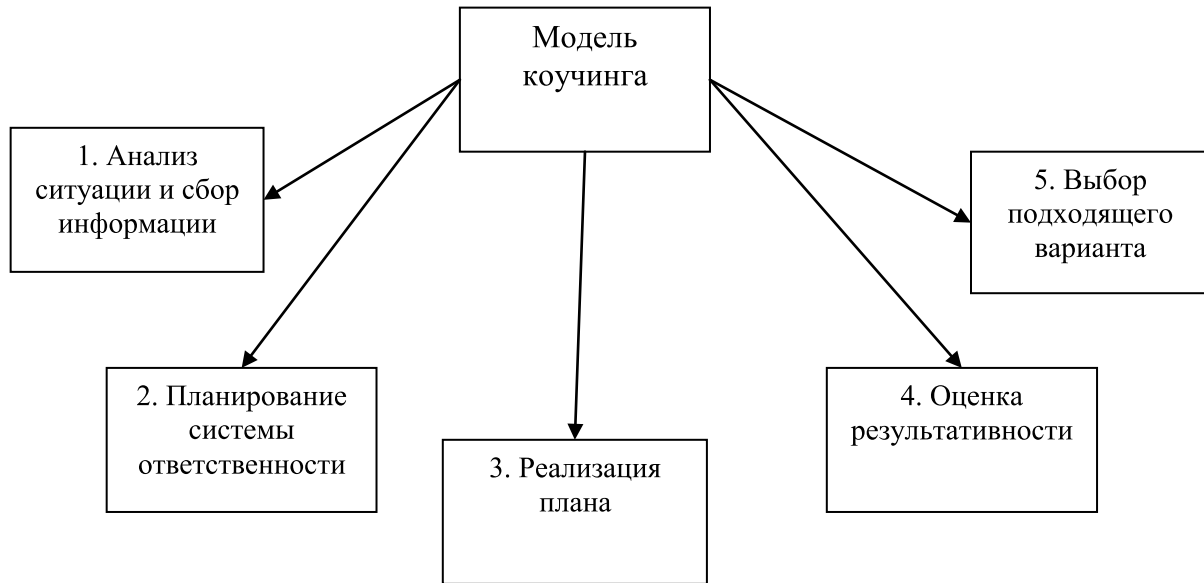 Модель
коучинга
1. Анализ
ситуации и сбор
информации
2. Планирование
системы
ответственности
3. Реализация
плана
4. Оценка
результативности
5. Выбор
подходящего
варианта